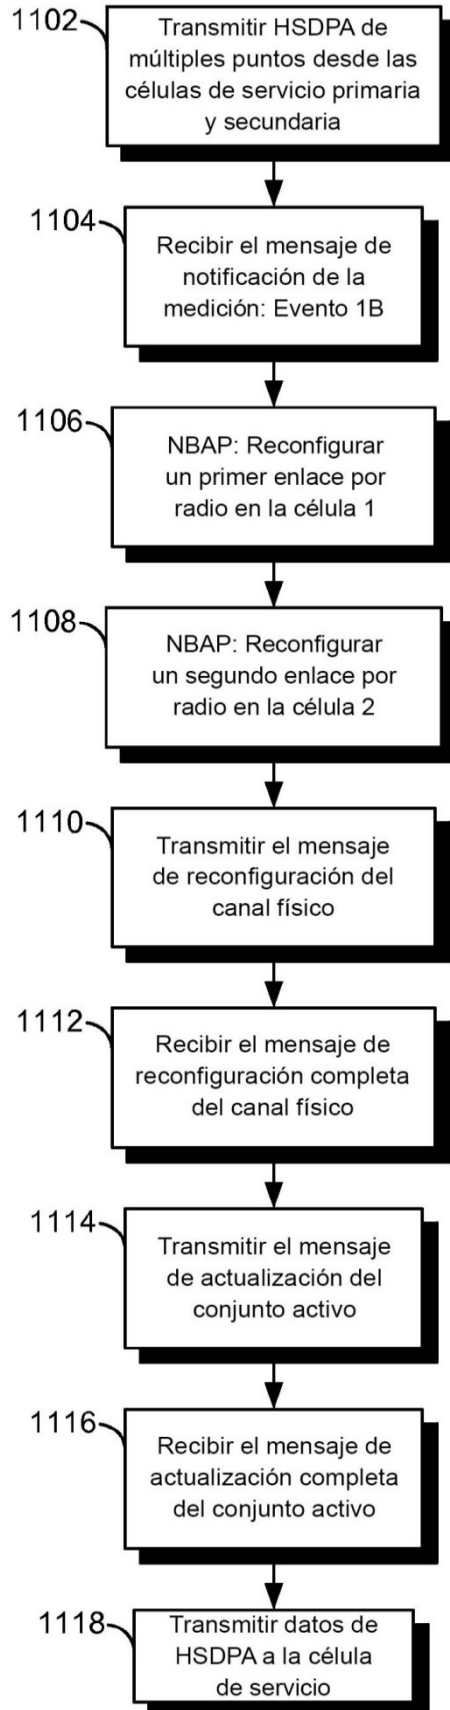 1102
Transmitir HSDPA de
múltiples puntos desde las
células de servicio primaria
y secundaria
1104
Recibir el mensaje de
notificación de la
medición: Evento 1B
1106
NBAP: Reconfigurar
un primer enlace por
radio en la célula 1
1108
NBAP: Reconfigurar
un segundo enlace por
radio en la célula 2
1110
Transmitir el mensaje
de reconfiguración del
canal físico
1112
Recibir el mensaje de
reconfiguración completa
del canal físico
1114
Transmitir el mensaje
de actualización del
conjunto activo
1116
Recibir el mensaje de
actualización completa
del conjunto activo
1118
Transmitir datos de
HSDPA a la célula
de servicio